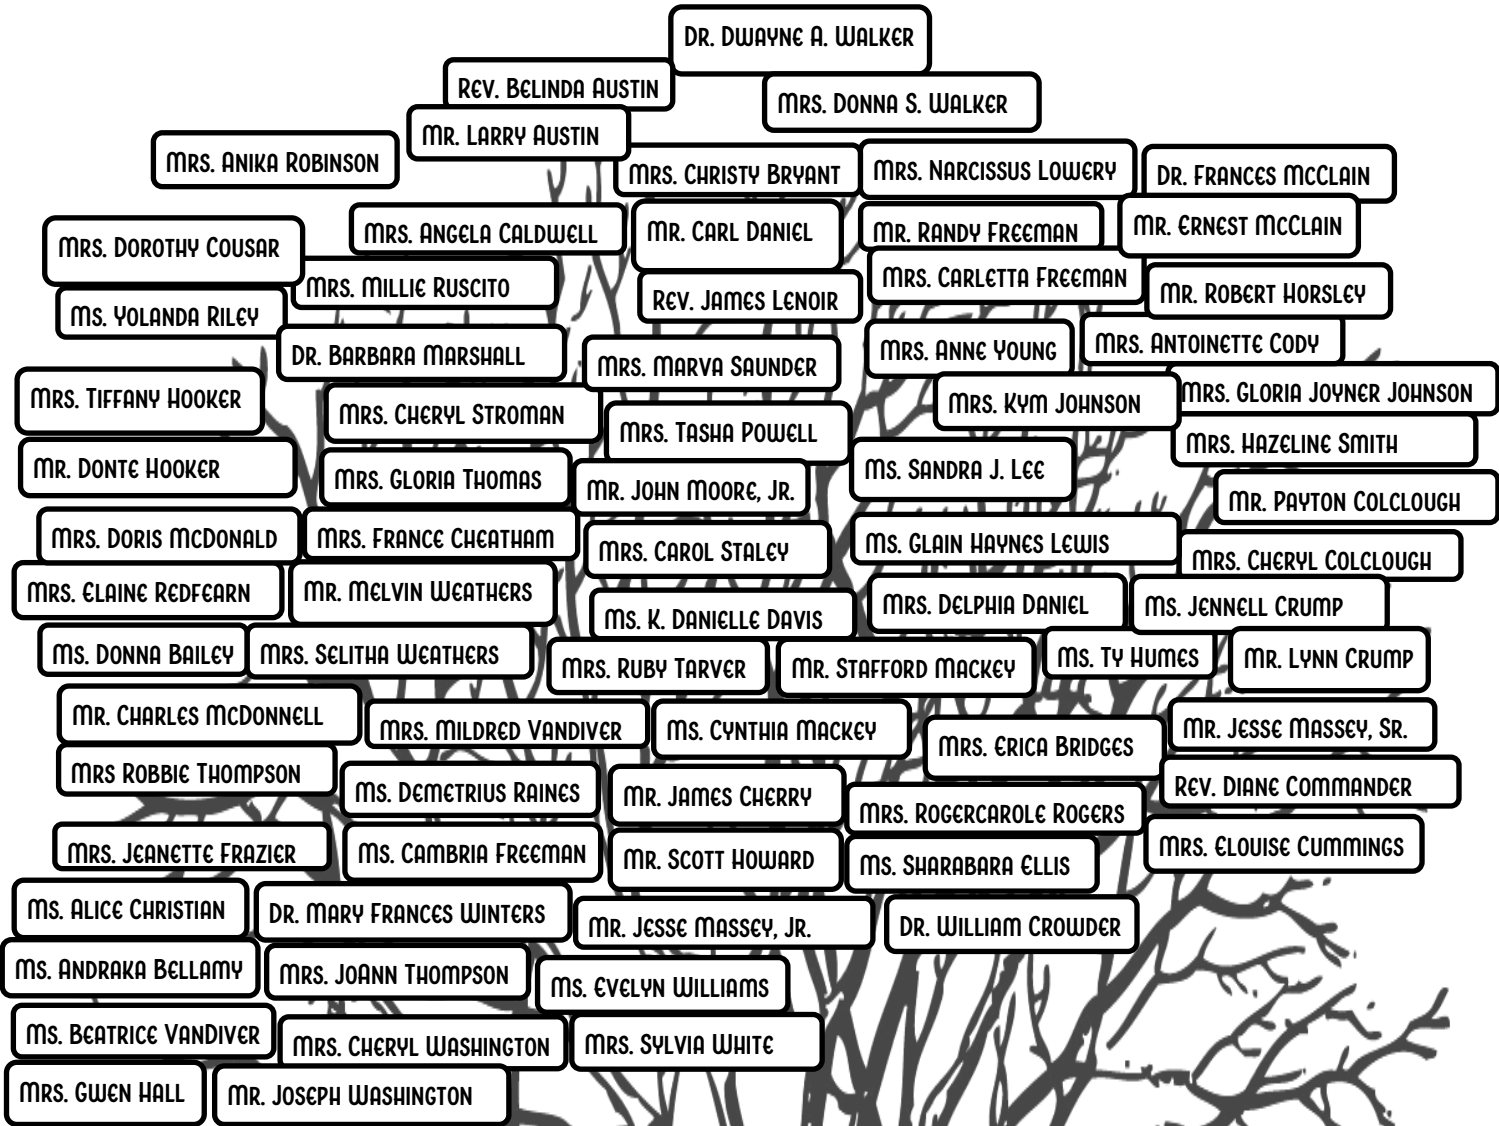 Dr. Dwayne A. Walker
Rev. Belinda Austin
Mrs. Donna S. Walker
Mr. Larry Austin
Mrs. Anika Robinson
Mrs. Christy Bryant
Mrs. Narcissus Lowery
Dr. Frances McClain
Mrs. Dorothy Cousar
Mrs. Angela Caldwell
Mr. Carl Daniel
Mr. Randy Freeman
Mr. Ernest McClain
Mrs. Millie Ruscito
Rev. James Lenoir
Mrs. Carletta Freeman
Mr. Robert Horsley
Ms. Yolanda Riley
Dr. Barbara Marshall
Mrs. Marva Saunder
Mrs. Anne Young
Mrs. Antoinette Cody
Mrs. Tiffany Hooker
Mrs. Cheryl Stroman
Mrs. Tasha Powell
Mrs. Kym Johnson
Mrs. Gloria Joyner Johnson
Mrs. Hazeline Smith
Mr. Donte Hooker
Mrs. Gloria Thomas
Mr. John Moore, Jr.
Ms. Sandra J. Lee
Mr. Payton Colclough
Mrs. Doris McDonald
Mrs. France Cheatham
Mrs. Carol Staley
Ms. Glain Haynes Lewis
Mrs. Cheryl Colclough
Mrs. Elaine Redfearn
Mr. Melvin Weathers
Ms. K. Danielle Davis
Mrs. Delphia Daniel
Ms. Jennell Crump
Ms. Donna Bailey
Mrs. Selitha Weathers
Mrs. Ruby Tarver
Mr. Stafford Mackey
Ms. Ty Humes
Mr. Lynn Crump
Mr. Charles McDonnell
Mrs. Mildred Vandiver
Ms. Cynthia Mackey
Mrs. Erica Bridges
Mr. Jesse Massey, Sr.
Mrs Robbie Thompson
Ms. Demetrius Raines
Mr. James Cherry
Mrs. Rogercarole Rogers
Rev. Diane Commander
Mrs. Jeanette Frazier
Ms. Cambria Freeman
Mr. Scott Howard
Ms. Sharabara Ellis
Mrs. Elouise Cummings
Ms. Alice Christian
Dr. Mary Frances Winters
Mr. Jesse Massey, Jr.
Dr. William Crowder
Ms. Andraka Bellamy
Mrs. JoAnn Thompson
Ms. Evelyn Williams
Ms. Beatrice VanDiver
Mrs. Cheryl Washington
Mrs. Sylvia White
Mrs. Gwen Hall
Mr. Joseph Washington